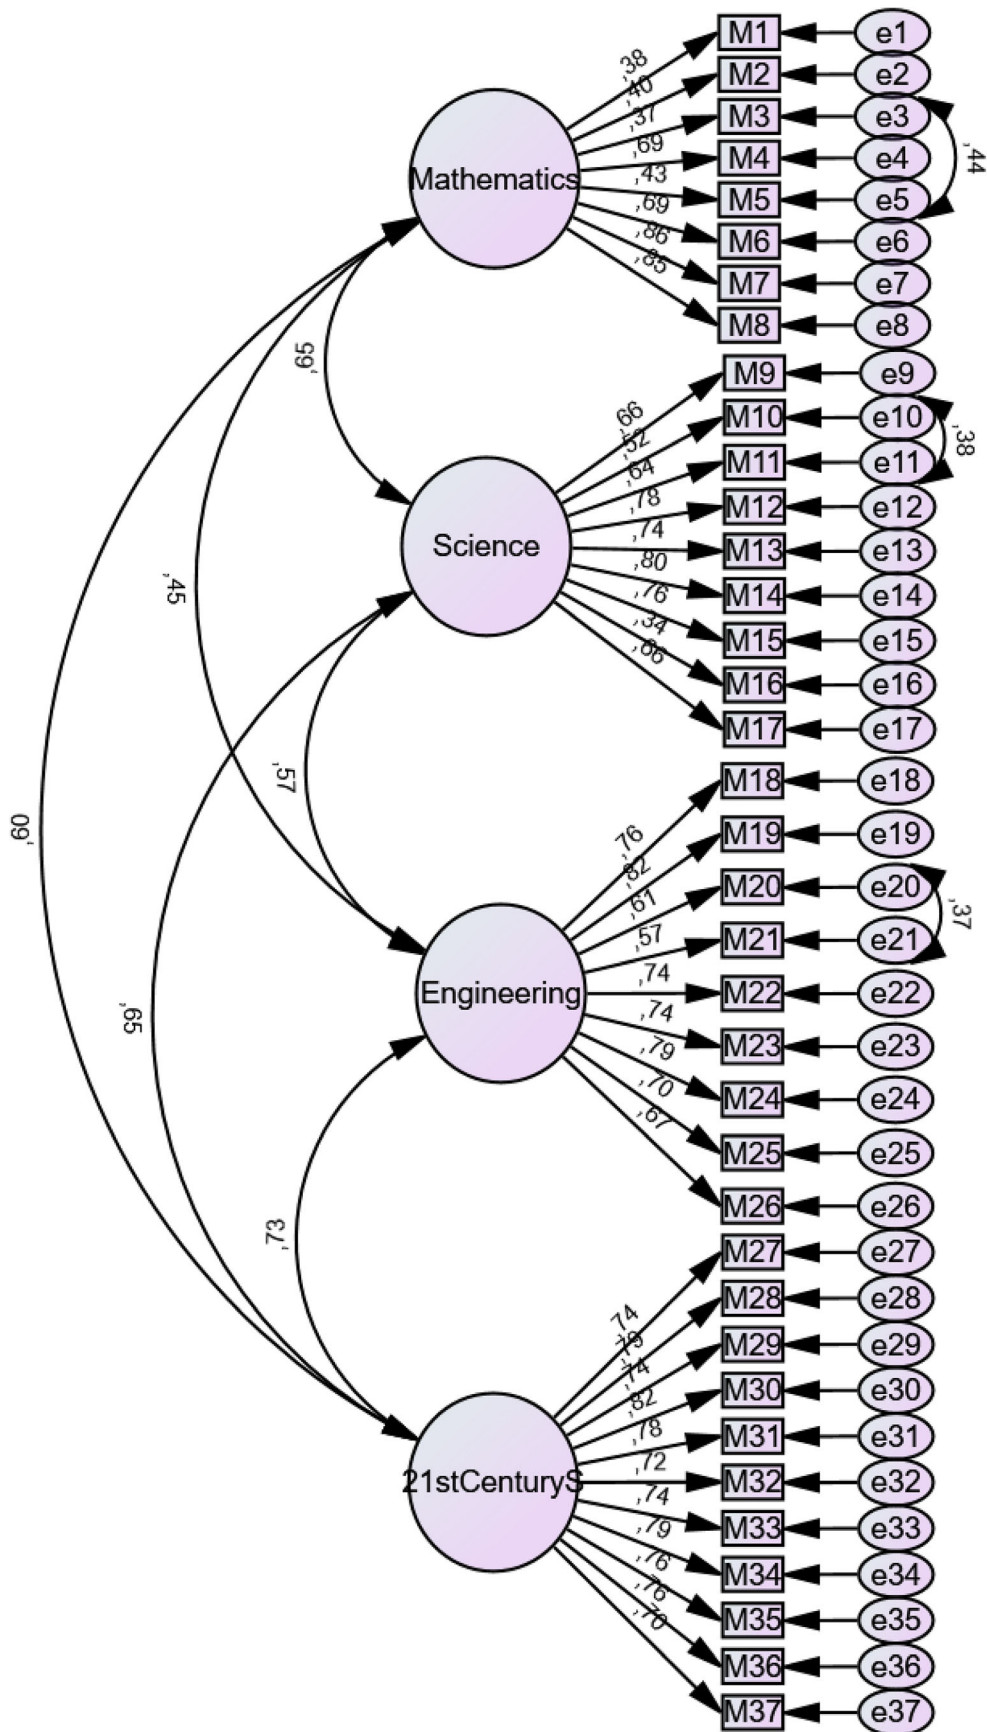 M1
e1
,38
M2
e2
,40
M3
e3
,37
M4
e4
,69
,44
Mathematics
M5
e5
,43
M6
e6
,69
M7
e7
,86
M8
e8
,85
,65
M9
e9
,66
M10
e10
,52
,38
M11
e11
,64
M12
e12
,78
Science
M13
e13
,74
M14
e14
,80
M15
e15
,76
M16
e16
,34
M17
e17
,66
,45
,57
M18
e18
,76
M19
e19
,82
M20
e20
,61
,37
M21
e21
,57
Engineering
M22
e22
,74
M23
e23
,74
M24
e24
,79
M25
e25
,70
M26
e26
,67
,60
,65
,73
M27
e27
,74
M28
e28
,79
M29
e29
,74
M30
e30
,82
M31
e31
,78
21stCenturyS
M32
e32
,72
M33
e33
,74
M34
e34
,79
M35
e35
,76
M36
e36
,76
M37
e37
,70